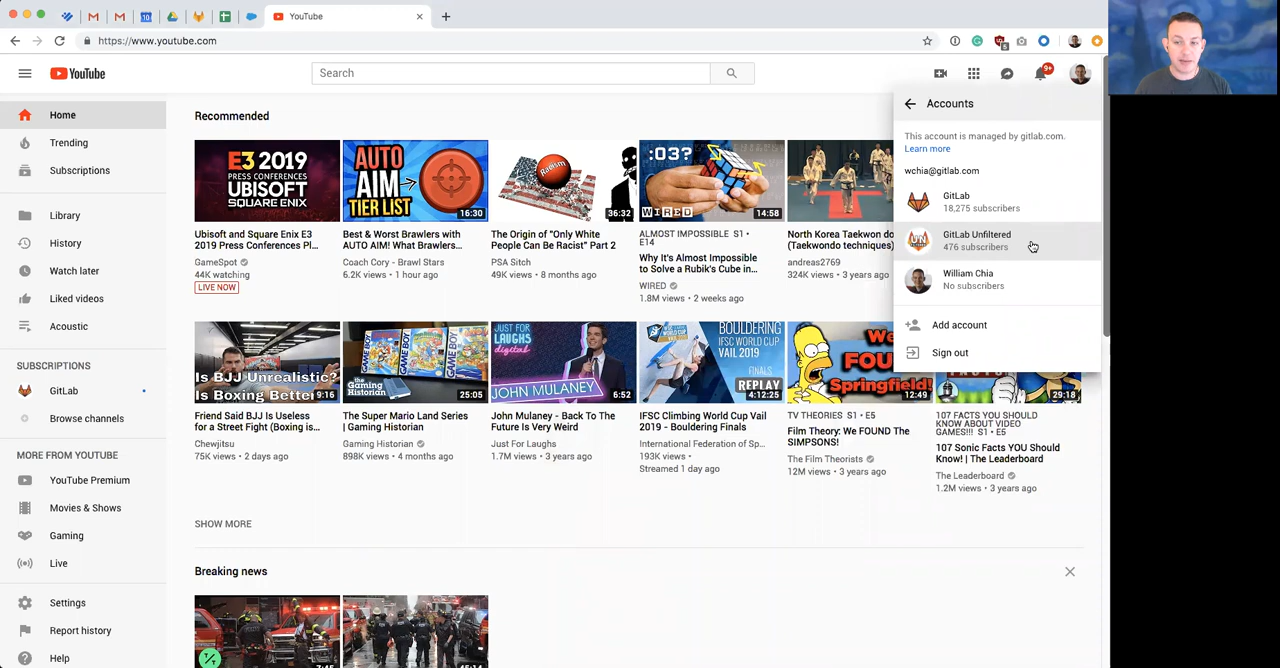 YouTube
https://www.youtube.com
5
YouTube
Search
9+
Home
Trending
Subscriptions
Library
History
Watch later
Liked videos
Acoustic
SUBSCRIPTIONS
GitLab
Browse channels
MORE FROM YOUTUBE
YouTube Premium
Movies & Shows
Gaming
Live
Settings
Report history
Help
Recommended
E3 2019
PRESS CONFERENCES
UBISOFT
SQUARE ENIX
Ubisoft and Square Enix E3
2019 Press Conferences Pl...
GameSpot
44K watching
LIVE NOW
AUTO
AIM
TIER LIST
16:30
Best & Worst Brawlers with
AUTO AIM! What Brawlers...
Coach Cory - Brawl Stars
6.2K views • 1 hour ago
Racism
36:32
The Origin of "Only White
People Can Be Racist" Part 2
PSA Sitch
49K views • 8 months ago
:03?
WIRED
14:58
ALMOST IMPOSSIBLE S1 •
E14
Why It's Almost Impossible
to Solve a Rubik's Cube in...
WIRED
1.8M views • 2 weeks ago
North Korea Taekwon do
(Taekwondo techniques)
andreas2769
324K views • 3 years ago
Accounts
This account is managed by gitlab.com.
Learn more
wchia@gitlab.com
GitLab
18,275 subscribers
GitLab Unfiltered
476 subscribers
William Chia
No subscribers
Add account
Sign out
Is BJJ Unrealistic?
Is Boxing Better
9:16
Friend Said BJJ Is Useless
for a Street Fight (Boxing is...
Chewjitsu
75K views • 2 days ago
the
Gaming
Historian
25:05
The Super Mario Land Series
| Gaming Historian
Gaming Historian
898K views • 4 months ago
JUST FOR
LAUGHS
digital
JOHN MULANEY
6:52
John Mulaney - Back To The
Future Is Very Weird
Just For Laughs
1.7M views • 3 years ago
BOULDERING
IFSC WORLD CUP
VAIL 2019
REPLAY
4:12:25
IFSC Climbing World Cup Vail
2019 - Bouldering Finals
International Federation of Sp...
193K views •
Streamed 1 day ago
We
FOUND
Springfield!
12:49
TV THEORIES S1 • E5
Film Theory: We FOUND The
SIMPSONS!
The Film Theorists
12M views • 3 years ago
29:18
107 FACTS YOU SHOULD
KNOW ABOUT VIDEO
GAMES!!! S1 • E5
107 Sonic Facts YOU Should
Know! | The Leaderboard
The Leaderboard
1.2M views • 3 years ago
SHOW MORE
Breaking news